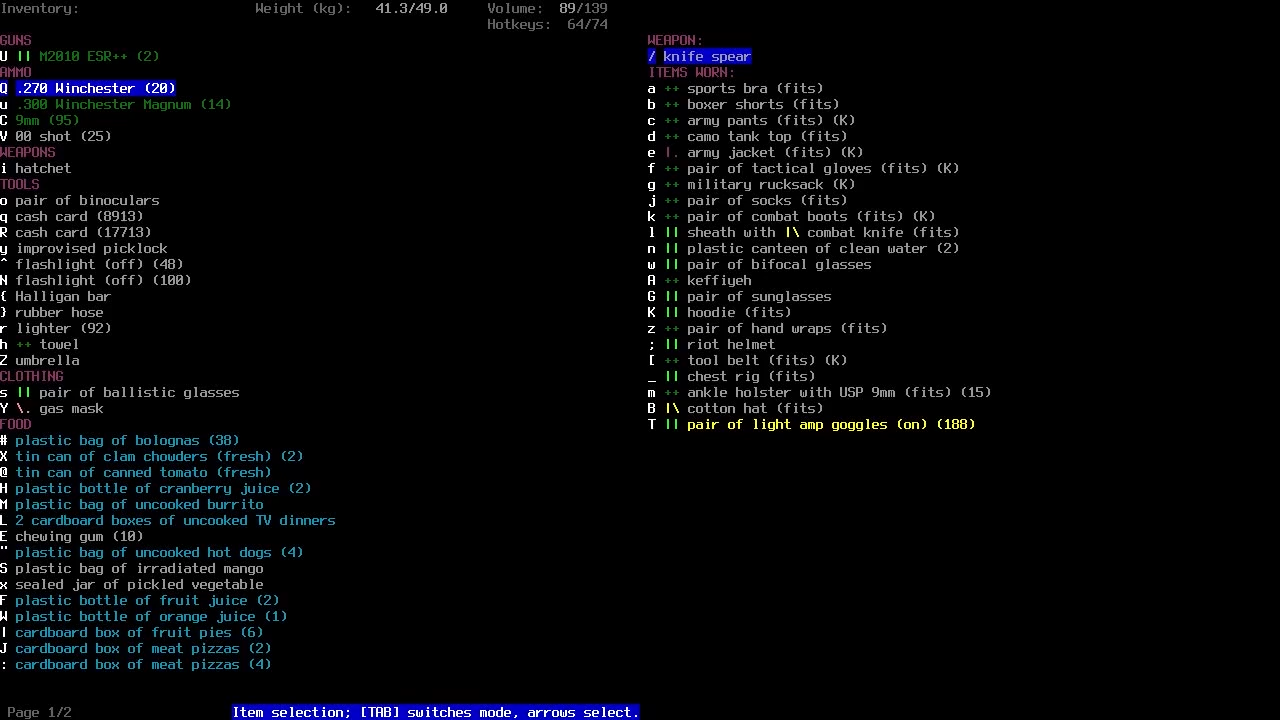 Inventory: Weight (kg): 41.3/49.0 Volume: 89/139
Hotkeys: 64/74
GUNS
U || M2010 ESR++ (2)
AMMO
Q .270 Winchester (20)
u .300 Winchester Magnum (14)
C 9mm (95)
V 00 shot (25)
WEAPONS
i hatchet
TOOLS
o pair of binoculars
q cash card (8913)
R cash card (17713)
y improvised picklock
^ flashlight (off) (48)
N flashlight (off) (100)
{ Halligan bar
} rubber hose
r lighter (92)
h ++ towel
Z umbrella
CLOTHING
s || pair of ballistic glasses
Y \. gas mask
FOOD
# plastic bag of bolognas (38)
X tin can of clam chowders (fresh) (2)
@ tin can of canned tomato (fresh)
H plastic bottle of cranberry juice (2)
M plastic bag of uncooked burrito
L 2 cardboard boxes of uncooked TV dinners
E chewing gum (10)
" plastic bag of uncooked hot dogs (4)
S plastic bag of irradiated mango
x sealed jar of pickled vegetable
F plastic bottle of fruit juice (2)
W plastic bottle of orange juice (1)
I cardboard box of fruit pies (6)
J cardboard box of meat pizzas (2)
: cardboard box of meat pizzas (4)
WEAPON:
/ knife spear
ITEMS WORN:
a ++ sports bra (fits)
b ++ boxer shorts (fits)
c ++ army pants (fits) (K)
d ++ camo tank top (fits)
e |. army jacket (fits) (K)
f ++ pair of tactical gloves (fits) (K)
g ++ military rucksack (K)
j ++ pair of socks (fits)
k ++ pair of combat boots (fits) (K)
l || sheath with |\ combat knife (fits)
n || plastic canteen of clean water (2)
w || pair of bifocal glasses
A ++ keffiyeh
G || pair of sunglasses
K || hoodie (fits)
z ++ pair of hand wraps (fits)
; || riot helmet
[ ++ tool belt (fits) (K)
_ || chest rig (fits)
m ++ ankle holster with USP 9mm (fits) (15)
B |\ cotton hat (fits)
T || pair of light amp goggles (on) (188)
Page 1/2 Item selection; [TAB] switches mode, arrows select.